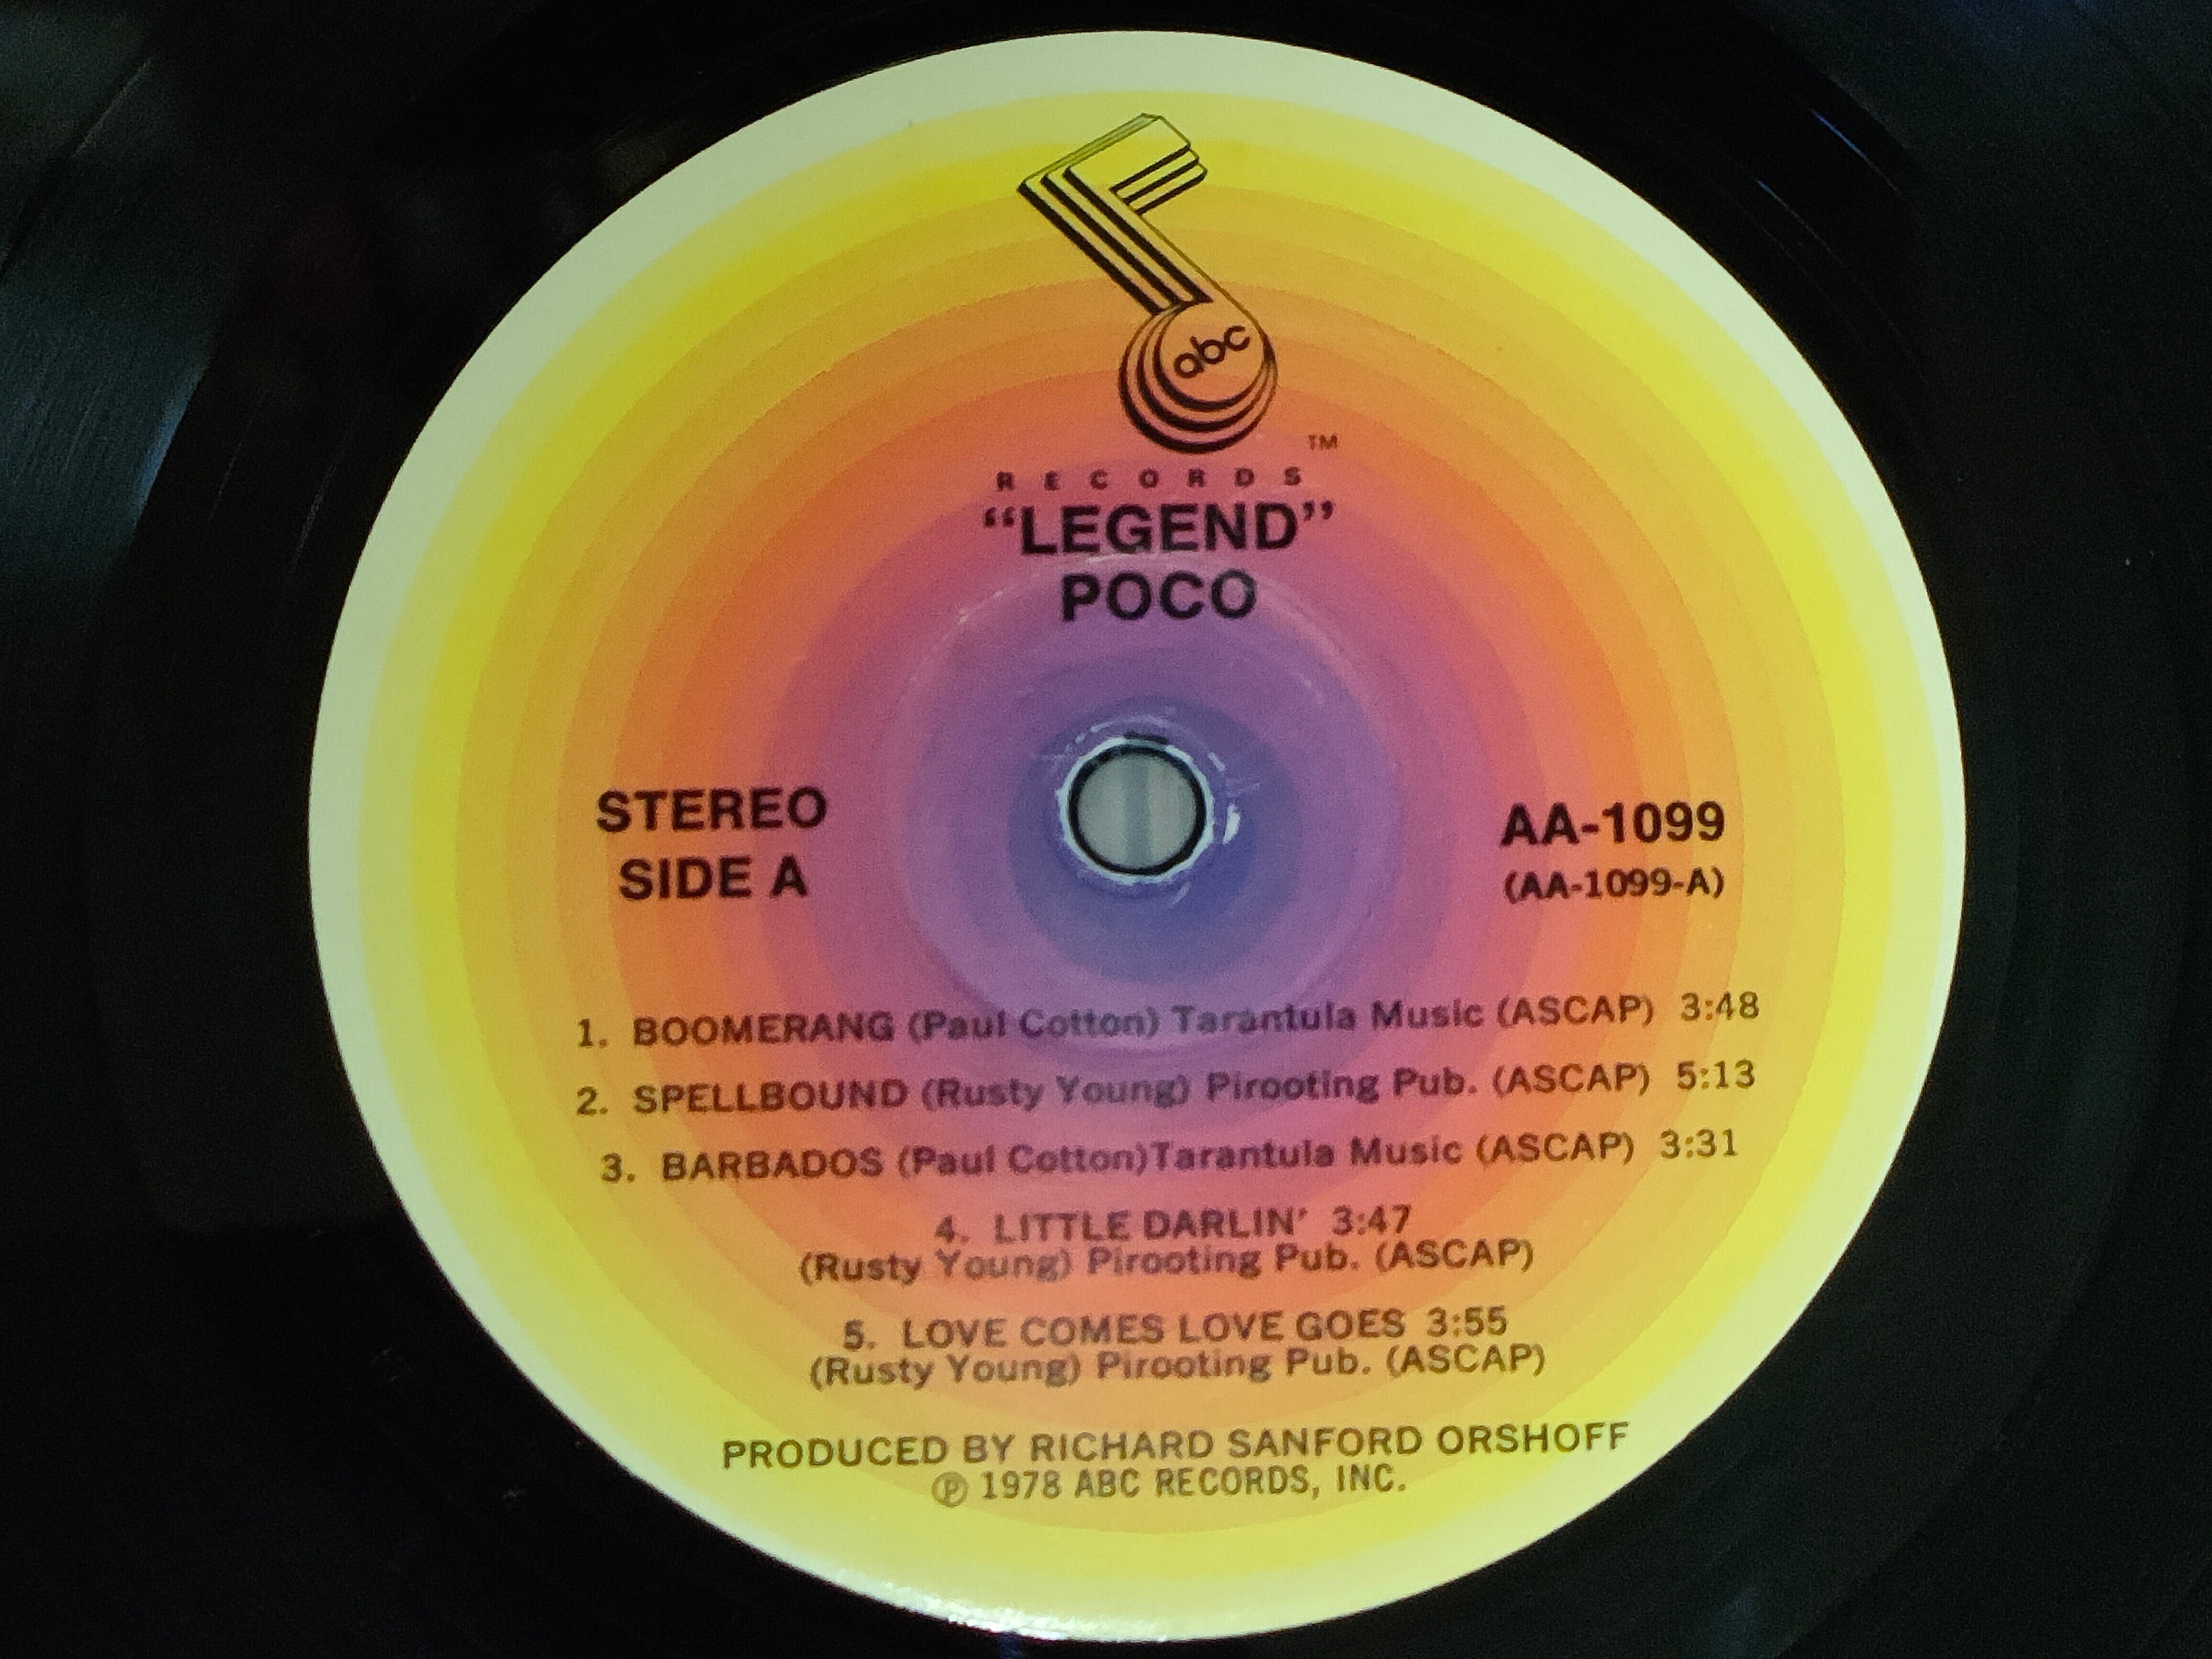 abc
TM
RECORDS
“LEGEND”
POCO
STEREO
SIDE A
AA-1099
(AA-1099-A)
1. BOOMERANG (Paul Cotton) Tarantula Music (ASCAP) 3:48
2. SPELLBOUND (Rusty Young) Pirooting Pub. (ASCAP) 5:13
3. BARBADOS (Paul Cotton)Tarantula Music (ASCAP) 3:31
4. LITTLE DARLIN’ 3:47
(Rusty Young) Pirooting Pub. (ASCAP)
5. LOVE COMES LOVE GOES 3:55
(Rusty Young) Pirooting Pub. (ASCAP)
PRODUCED BY RICHARD SANFORD ORSHOFF
℗ 1978 ABC RECORDS, INC.